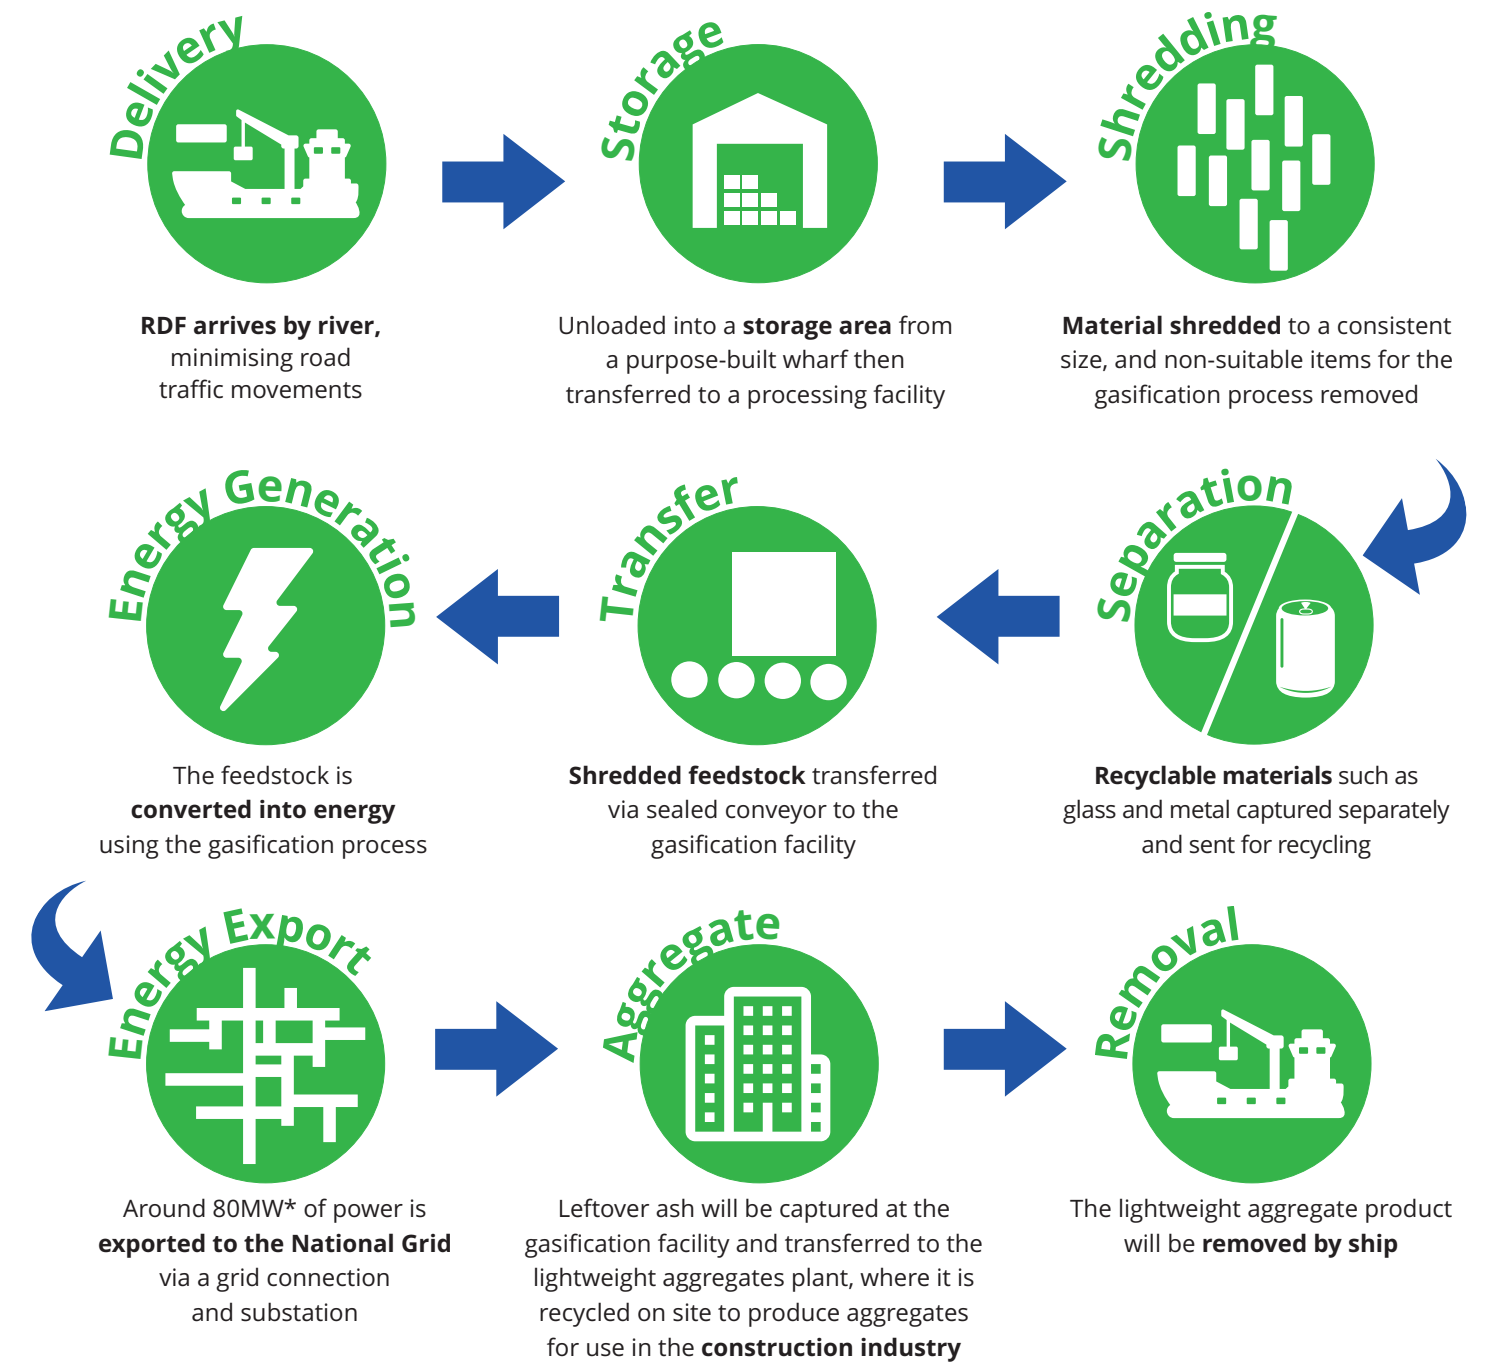 Delivery
RDF arrives by river,
minimising road
traffic movements
Storage
Unloaded into a storage area from
a purpose-built wharf then
transferred to a processing facility
Shredding
Material shredded to a consistent
size, and non-suitable items for the
gasification process removed
Separation
Recyclable materials such as
glass and metal captured separately
and sent for recycling
Transfer
Shredded feedstock transferred
via sealed conveyor to the
gasification facility
Energy Generation
The feedstock is
converted into energy
using the gasification process
Energy Export
Around 80MW* of power is
exported to the National Grid
via a grid connection
and substation
Aggregate
Leftover ash will be captured at the
gasification facility and transferred to the
lightweight aggregates plant, where it is
recycled on site to produce aggregates
for use in the construction industry
Removal
The lightweight aggregate product
will be removed by ship